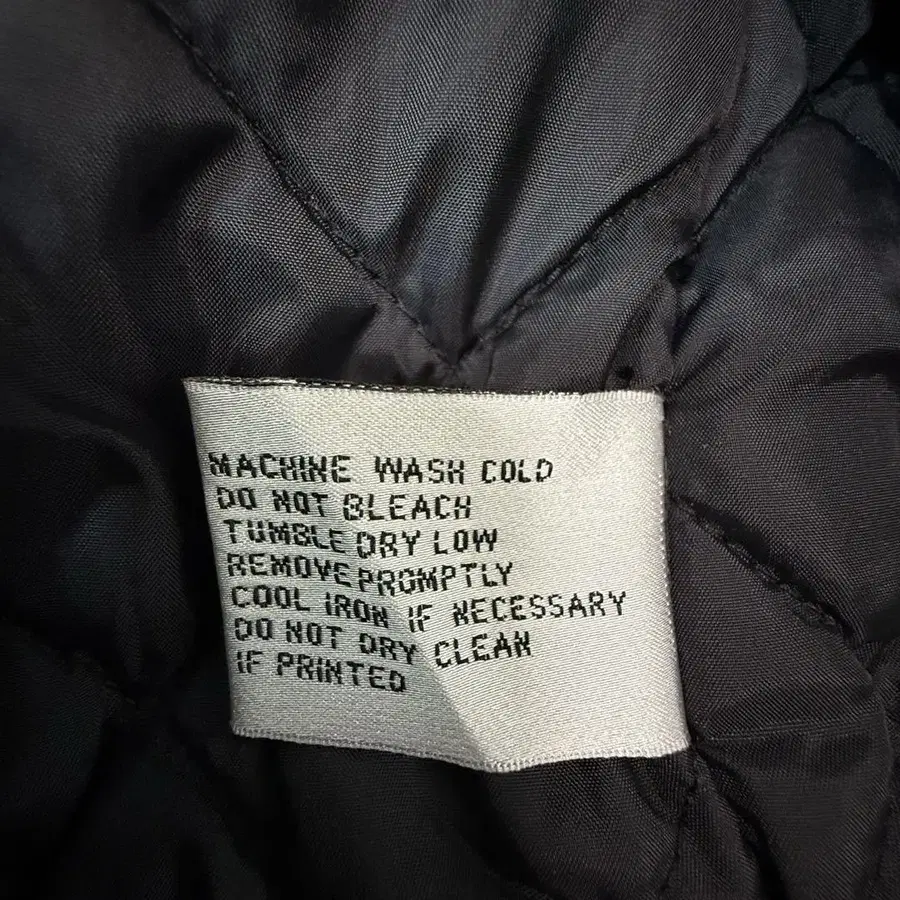 MACHINE WASH COLD
DO NOT BLEACH
TUMBLE DRY LOW
REMOVE PROMPTLY
COOL IRON IF NECESSARY
DO NOT DRY CLEAN
IF PRINTED